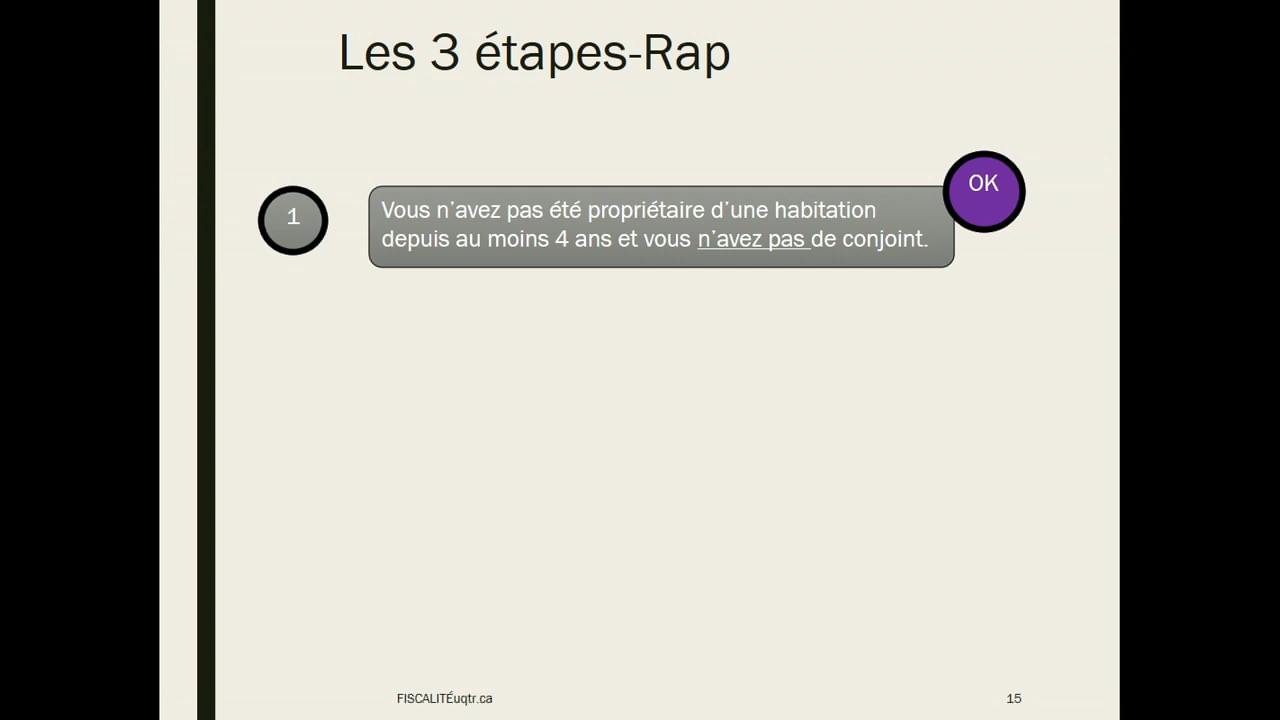 Les 3 étapes-Rap
OK
1
Vous n’avez pas été propriétaire d’une habitation
depuis au moins 4 ans et vous n’avez pas de conjoint.
FISCALITÉuqtr.ca
15